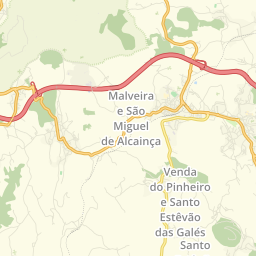 Malveira
e São
Miguel
de Alcainça
Venda
do Pinheiro
e Santo
Estêvão
das Galés
Santo